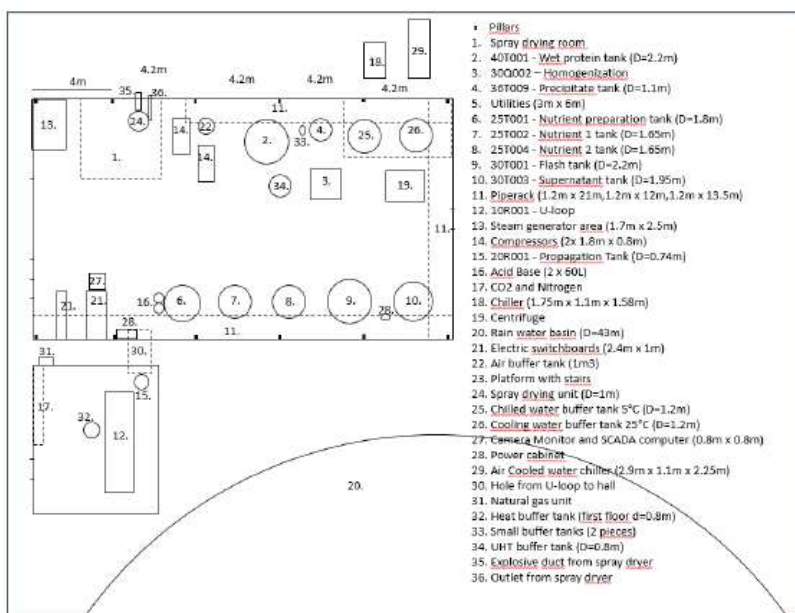 4m
4.2m
4.2m
4.2m
4.2m
35.
36.
18.
29.
13.
24.
14.
22
2.
33.
4.
25.
26.
11.
1.
14.
34.
3.
19.
11.
27.
21.
21.
16.
6.
7.
8.
9.
10.
28.
28.
11.
31.
30.
15.
17.
32.
12.
20.
Pillars
1. Spray drying room
2. 40T001 - Wet protein tank (D=2.2m)
3. 30Q002 – Homogenization
4. 36T009 - Precipitate tank (D=1.1m)
5. Utilities (3m x 6m)
6. 25T001 - Nutrient preparation tank (D=1.8m)
7. 25T002 - Nutrient 1 tank (D=1.65m)
8. 25T004 - Nutrient 2 tank (D=1.65m)
9. 30T001 - Flash tank (D=2.2m)
10. 30T003 - Supernatant tank (D=1.95m)
11. Piperack (1.2m x 21m,1.2m x 12m,1.2m x 13.5m)
12. 10R001 - U-loop
13. Steam generator area (1.7m x 2.5m)
14. Compressors (2x 1.8m x 0.8m)
15. 20R001 - Propagation Tank (D=0.74m)
16. Acid Base (2 x 60L)
17. CO2 and Nitrogen
18. Chiller (1.75m x 1.1m x 1.58m)
19. Centrifuge
20. Rain water basin (D=43m)
21. Electric switchboards (2.4m x 1m)
22. Air buffer tank (1m3)
23. Platform with stairs
24. Spray drying unit (D=1m)
25. Chilled water buffer tank 5°C (D=1.2m)
26. Cooling water buffer tank 25°C (D=1.2m)
27. Camera Monitor and SCADA computer (0.8m x 0.8m)
28. Power cabinet
29. Air Cooled water chiller (2.9m x 1.1m x 2.25m)
30. Hole from U-loop to hall
31. Natural gas unit
32. Heat buffer tank (first floor d=0.8m)
33. Small buffer tanks (2 pieces)
34. UHT buffer tank (D=0.8m)
35. Explosive duct from spray dryer
36. Outlet from spray dryer